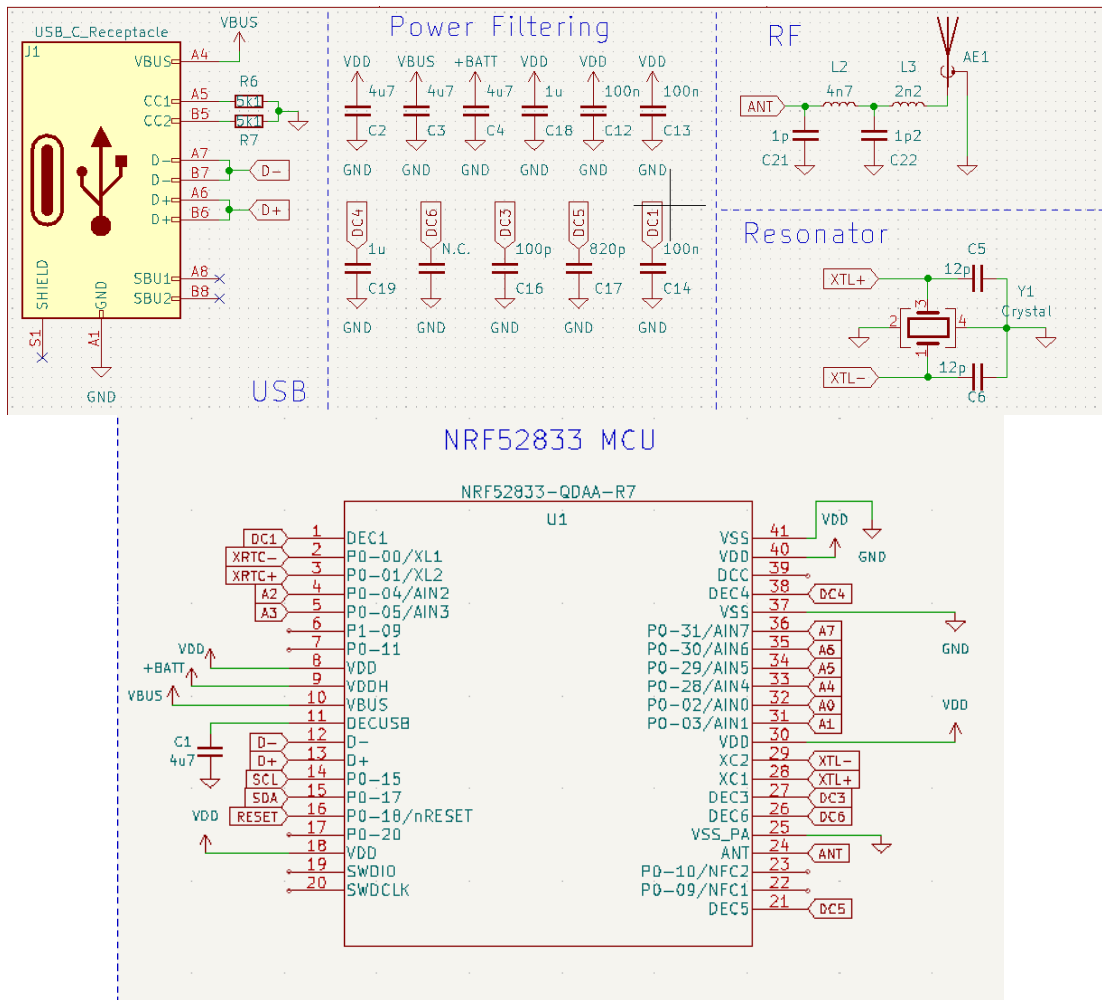 USB_C_Receptacle
J1
VBUS
VBUS
A4
CC1
A5
R6
5k1
CC2
B5
5k1
R7
D-
A7
D-
B7
D-
D+
A6
D+
B6
D+
SBU1
A8
SBU2
B8
SHIELD
GND
S1
A1
GND
USB
Power Filtering
VDD
VBUS
+BATT
VDD
VDD
VDD
4u7
4u7
4u7
1u
100n
100n
C2
C3
C4
C18
C12
C13
GND
GND
GND
GND
GND
GND
DC4
DC6
DC3
DC5
DC1
1u
N.C.
100p
820p
100n
C19
C16
C17
C14
GND
GND
GND
GND
GND
RF
AE1
L2
L3
4n7
2n2
ANT
1p
1p2
C21
C22
Resonator
C5
12p
XTL+
Y1
Crystal
3
2
4
1
12p
XTL-
C6
NRF52833 MCU
NRF52833-QDAA-R7
U1
DC1
1
DEC1
XRTC-
2
P0-00/XL1
XRTC+
3
P0-01/XL2
A2
4
P0-04/AIN2
A3
5
P0-05/AIN3
6
P1-09
7
P0-11
VDD
8
VDD
+BATT
9
VDDH
VBUS
10
VBUS
11
DECUSB
C1
4u7
D-
12
D-
D+
13
D+
SCL
14
P0-15
SDA
15
P0-17
RESET
16
P0-18/nRESET
17
P0-20
VDD
18
VDD
19
SWDIO
20
SWDCLK
VSS
41
GND
VDD
40
VDD
DCC
39
DEC4
38
DC4
VSS
37
GND
P0-31/AIN7
36
A7
P0-30/AIN6
35
A6
P0-29/AIN5
34
A5
P0-28/AIN4
33
A4
P0-02/AIN0
32
A0
P0-03/AIN1
31
A1
VDD
30
VDD
XC2
29
XTL-
XC1
28
XTL+
DEC3
27
DC3
DEC6
26
DC6
VSS_PA
25
ANT
24
ANT
P0-10/NFC2
23
P0-09/NFC1
22
DEC5
21
DC5